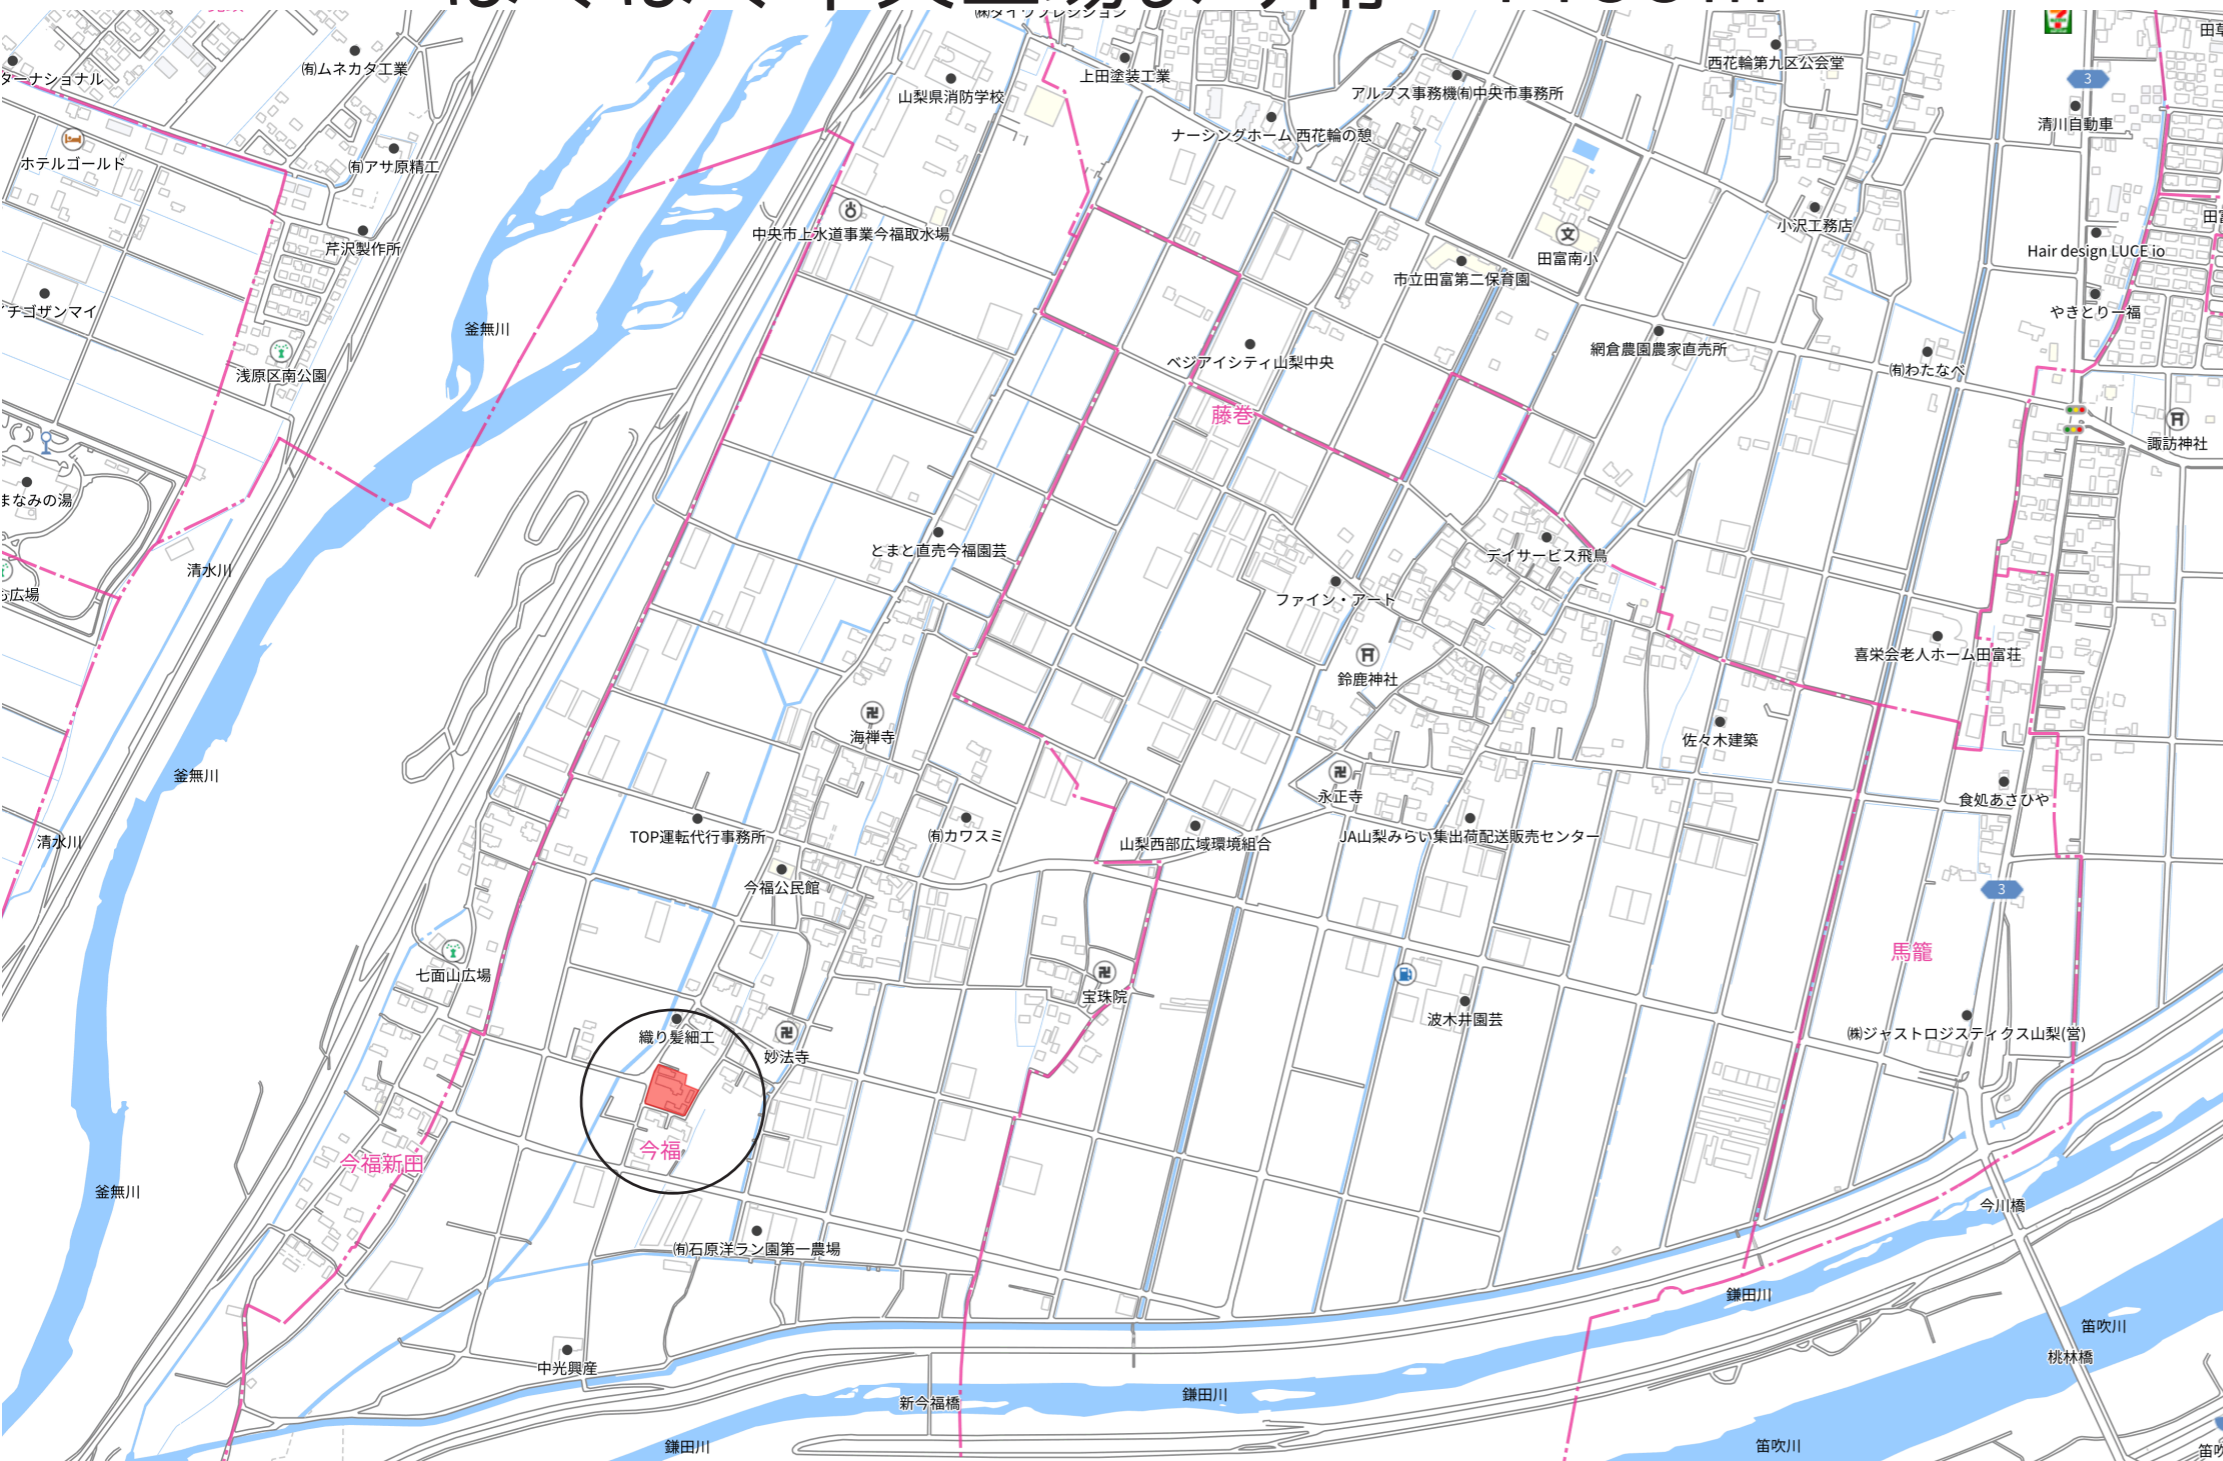 ㈲ムネカタ工業
ターナショナル
ホテルゴールド
㈲アサ原精工
芹沢製作所
チゴザンマイ
浅原区南公園
まなみの湯
広場
清水川
清水川
釜無川
釜無川
釜無川
山梨県消防学校
上田塗装工業
アルプス事務機㈲中央市事務所
ナーシングホーム 西花輪の憩
西花輪第九区公会堂
3
清川自動車
中央市上水道事業今福取水場
田富南小
市立田富第二保育園
小沢工務店
Hair design LUCE io
やきとり一福
網倉農園農家直売所
㈲わたなべ
ベジアイシティ山梨中央
藤巻
諏訪神社
とまと直売今福園芸
デイサービス飛鳥
ファイン・アート
鈴鹿神社
喜栄会老人ホーム田富荘
海禅寺
佐々木建築
永正寺
食処あさひや
TOP運転代行事務所
㈲カワスミ
山梨西部広域環境組合
JA山梨みらい集出荷配送販売センター
今福公民館
3
七面山広場
馬籠
宝珠院
波木井園芸
㈱ジャストロジスティクス山梨(営)
織り髪細工
妙法寺
今福
今福新田
今川橋
㈲石原洋ラン園第一農場
鎌田川
笛吹川
桃林橋
中光興産
新今福橋
鎌田川
鎌田川
笛吹川